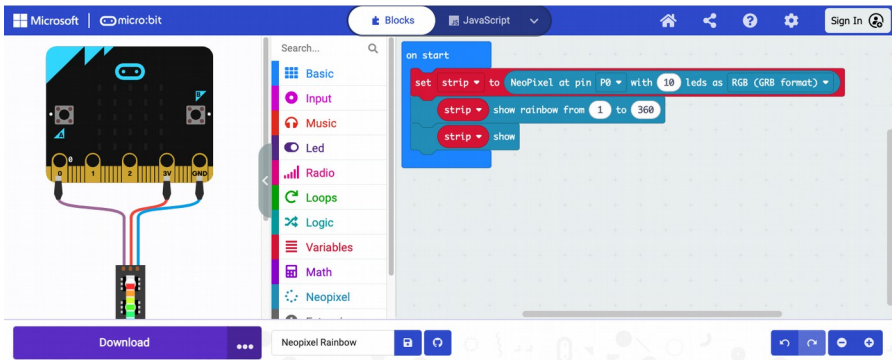 Microsoft micro:bit Blocks JavaScript Sign In
Search...
Basic
Input
Music
Led
Radio
Loops
Logic
Variables
Math
Neopixel
on start
set strip to NeoPixel at pin P0 with 10 leds as RGB (GRB format)
strip show rainbow from 1 to 360
strip show
B
A
0
0 1 2 3V GND
Download
Neopixel Rainbow